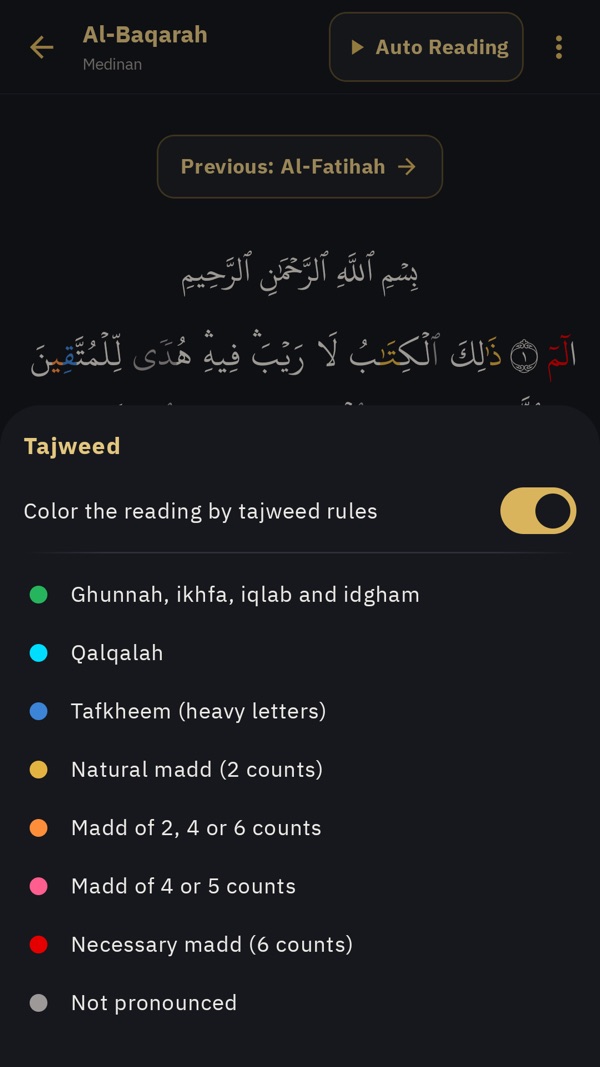 Al-Baqarah
Medinan
Auto Reading
Previous: Al-Fatihah
بِسْمِ ٱللَّهِ ٱلرَّحْمَٰنِ ٱلرَّحِيمِ
الٓمٓ ١ ذَٰلِكَ ٱلْكِتَٰبُ لَا رَيْبَ ۛ فِيهِ ۛ هُدًى لِّلْمُتَّقِينَ
Tajweed
Color the reading by tajweed rules
Ghunnah, ikhfa, iqlab and idgham
Qalqalah
Tafkheem (heavy letters)
Natural madd (2 counts)
Madd of 2, 4 or 6 counts
Madd of 4 or 5 counts
Necessary madd (6 counts)
Not pronounced